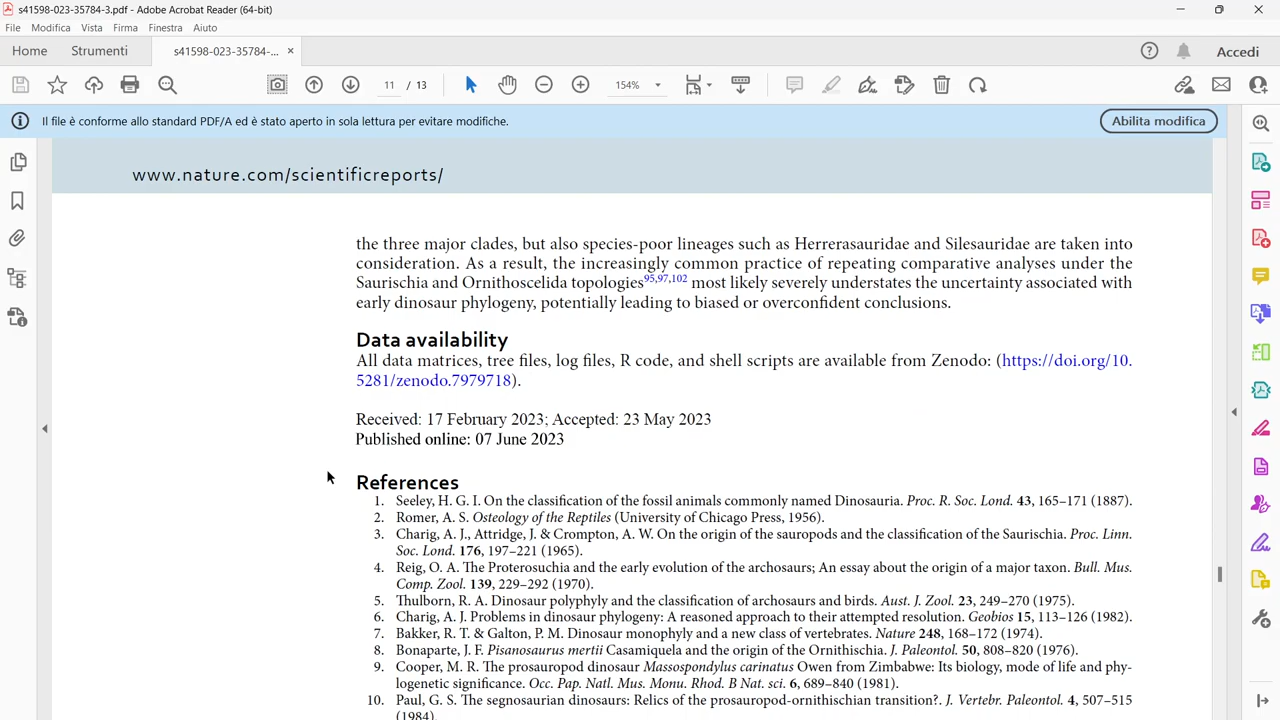 s41598-023-35784-3.pdf - Adobe Acrobat Reader (64-bit)
File Modifica Vista Firma Finestra Aiuto
Home Strumenti s41598-023-35784-... × Accedi
11 / 13 154%
Il file è conforme allo standard PDF/A ed è stato aperto in sola lettura per evitare modifiche. Abilita modifica
www.nature.com/scientificreports/
the three major clades, but also species-poor lineages such as Herrerasauridae and Silesauridae are taken into
consideration. As a result, the increasingly common practice of repeating comparative analyses under the
Saurischia and Ornithoscelida topologies95,97,102 most likely severely understates the uncertainty associated with
early dinosaur phylogeny, potentially leading to biased or overconfident conclusions.
Data availability
All data matrices, tree files, log files, R code, and shell scripts are available from Zenodo: (https://doi.org/10.
5281/zenodo.7979718).
Received: 17 February 2023; Accepted: 23 May 2023
Published online: 07 June 2023
References
1. Seeley, H. G. I. On the classification of the fossil animals commonly named Dinosauria. Proc. R. Soc. Lond. 43, 165–171 (1887).
2. Romer, A. S. Osteology of the Reptiles (University of Chicago Press, 1956).
3. Charig, A. J., Attridge, J. & Crompton, A. W. On the origin of the sauropods and the classification of the Saurischia. Proc. Linn.
Soc. Lond. 176, 197–221 (1965).
4. Reig, O. A. The Proterosuchia and the early evolution of the archosaurs; An essay about the origin of a major taxon. Bull. Mus.
Comp. Zool. 139, 229–292 (1970).
5. Thulborn, R. A. Dinosaur polyphyly and the classification of archosaurs and birds. Aust. J. Zool. 23, 249–270 (1975).
6. Charig, A. J. Problems in dinosaur phylogeny: A reasoned approach to their attempted resolution. Geobios 15, 113–126 (1982).
7. Bakker, R. T. & Galton, P. M. Dinosaur monophyly and a new class of vertebrates. Nature 248, 168–172 (1974).
8. Bonaparte, J. F. Pisanosaurus mertii Casamiquela and the origin of the Ornithischia. J. Paleontol. 50, 808–820 (1976).
9. Cooper, M. R. The prosauropod dinosaur Massospondylus carinatus Owen from Zimbabwe: Its biology, mode of life and phy-
logenetic significance. Occ. Pap. Natl. Mus. Monu. Rhod. B Nat. sci. 6, 689–840 (1981).
10. Paul, G. S. The segnosaurian dinosaurs: Relics of the prosauropod-ornithischian transition?. J. Vertebr. Paleontol. 4, 507–515
(1984).